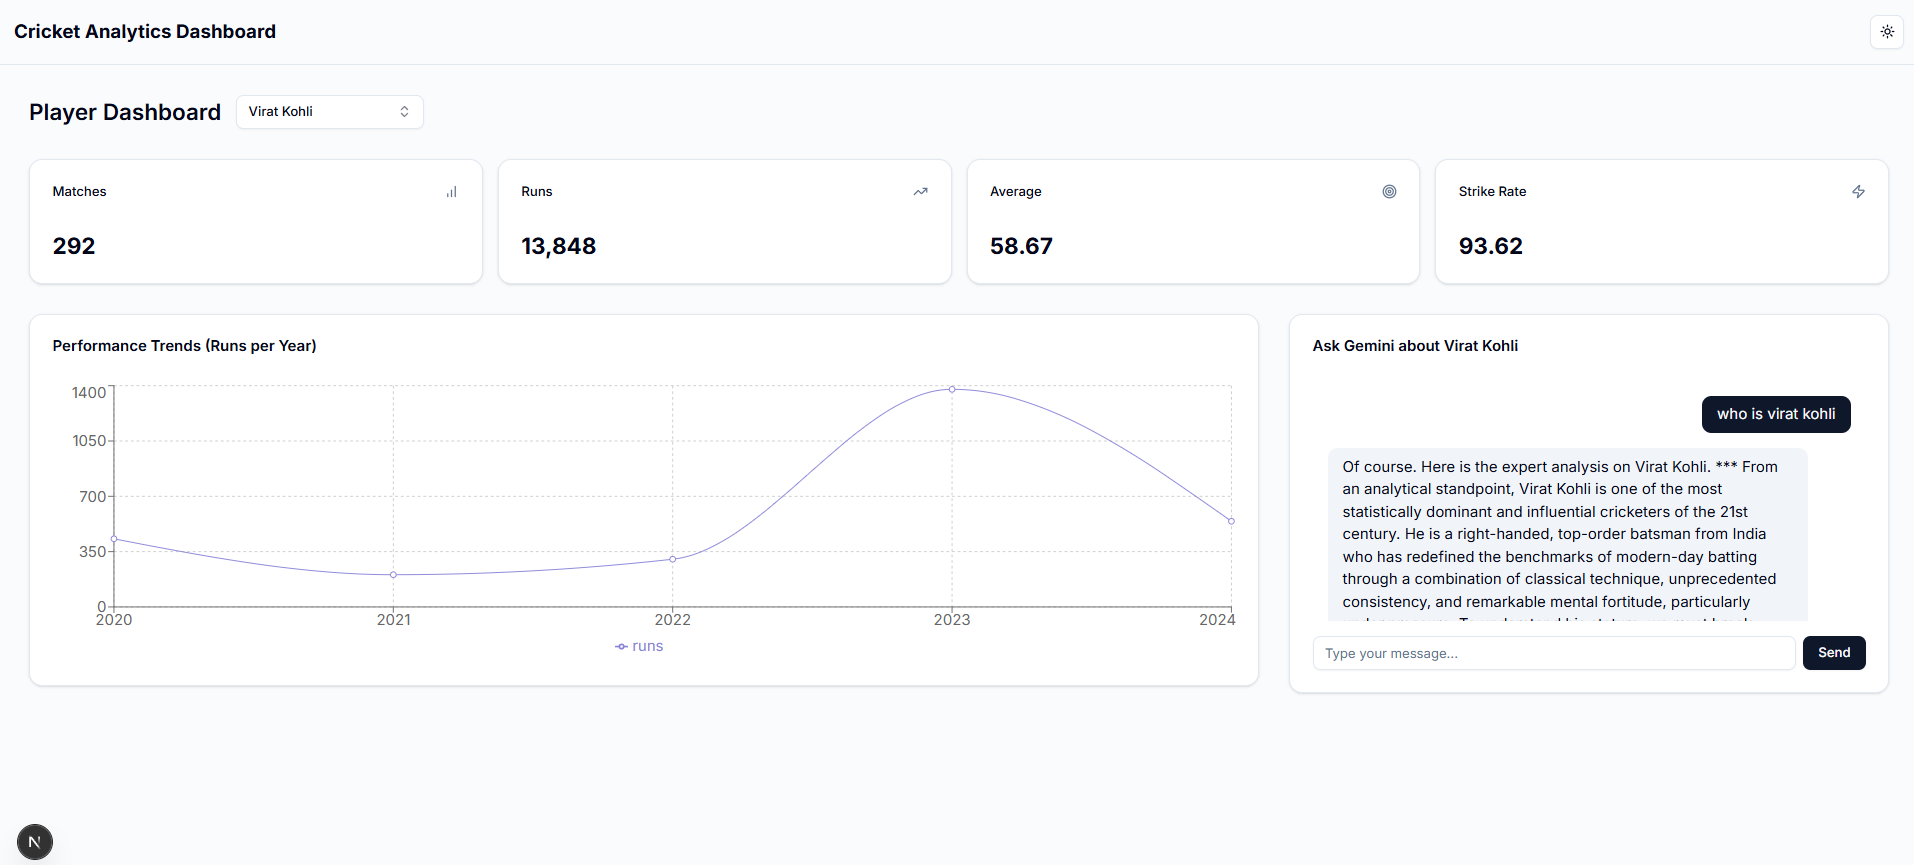 Cricket Analytics Dashboard
Player Dashboard
Virat Kohli
Matches
292
Runs
13,848
Average
58.67
Strike Rate
93.62
Performance Trends (Runs per Year)
1400
1050
700
350
0
2020
2021
2022
2023
2024
runs
Ask Gemini about Virat Kohli
who is virat kohli
Of course. Here is the expert analysis on Virat Kohli. *** From
an analytical standpoint, Virat Kohli is one of the most
statistically dominant and influential cricketers of the 21st
century. He is a right-handed, top-order batsman from India
who has redefined the benchmarks of modern-day batting
through a combination of classical technique, unprecedented
consistency, and remarkable mental fortitude, particularly
Type your message...
Send
N